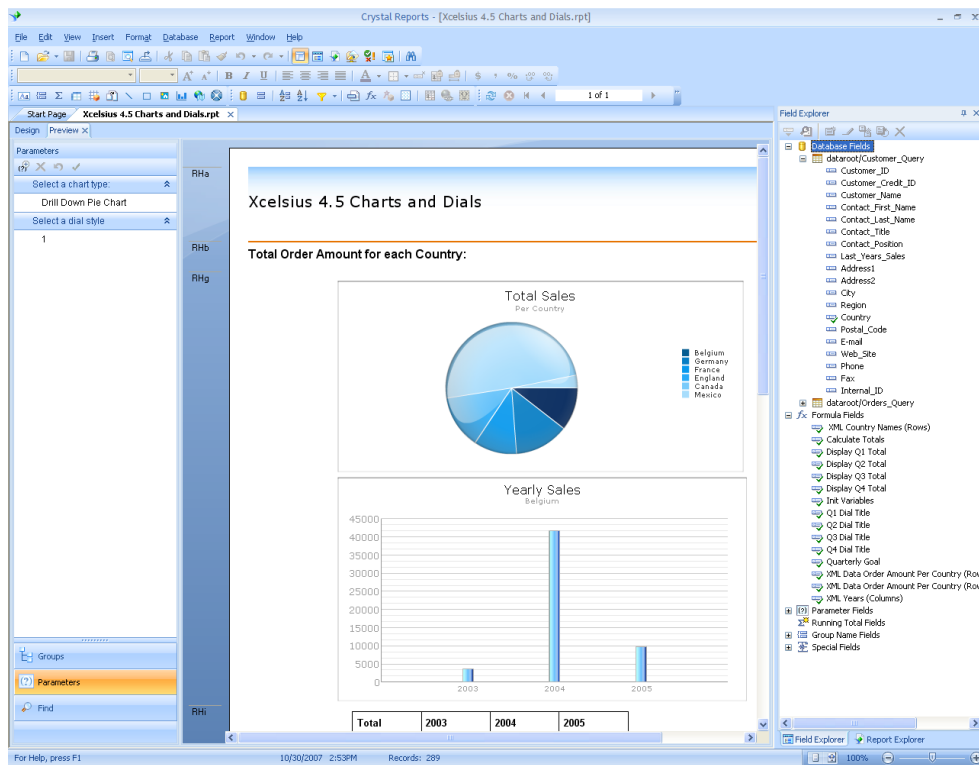 Crystal Reports - [Xcelsius 4.5 Charts and Dials.rpt]
File Edit View Insert Format Database Report Window Help
B I U A $ , %
Aa Σ fx 1 of 1
Start Page Xcelsius 4.5 Charts and Dials.rpt
Design Preview
Parameters
Select a chart type:
Drill Down Pie Chart
Select a dial style
1
Groups
Parameters
Find
RHa
RHb
RHg
RHi
Xcelsius 4.5 Charts and Dials
Total Order Amount for each Country:
Total Sales
Per Country
Belgium
Germany
France
England
Canada
Mexico
Yearly Sales
Belgium
45000
40000
35000
30000
25000
20000
15000
10000
5000
0
2003 2004 2005
Total 2003 2004 2005
Field Explorer
Database Fields
dataroot/Customer_Query
Customer_ID
Customer_Credit_ID
Customer_Name
Contact_First_Name
Contact_Last_Name
Contact_Title
Contact_Position
Last_Years_Sales
Address1
Address2
City
Region
Country
Postal_Code
E-mail
Web_Site
Phone
Fax
Internal_ID
dataroot/Orders_Query
fx Formula Fields
XML Country Names (Rows)
Calculate Totals
Display Q1 Total
Display Q2 Total
Display Q3 Total
Display Q4 Total
Init Variables
Q1 Dial Title
Q2 Dial Title
Q3 Dial Title
Q4 Dial Title
Quarterly Goal
XML Data Order Amount Per Country (Ro
XML Data Order Amount Per Country (Ro
XML Years (Columns)
Parameter Fields
Running Total Fields
Group Name Fields
Special Fields
Field Explorer Report Explorer
For Help, press F1 10/30/2007 2:53PM Records: 289 100%